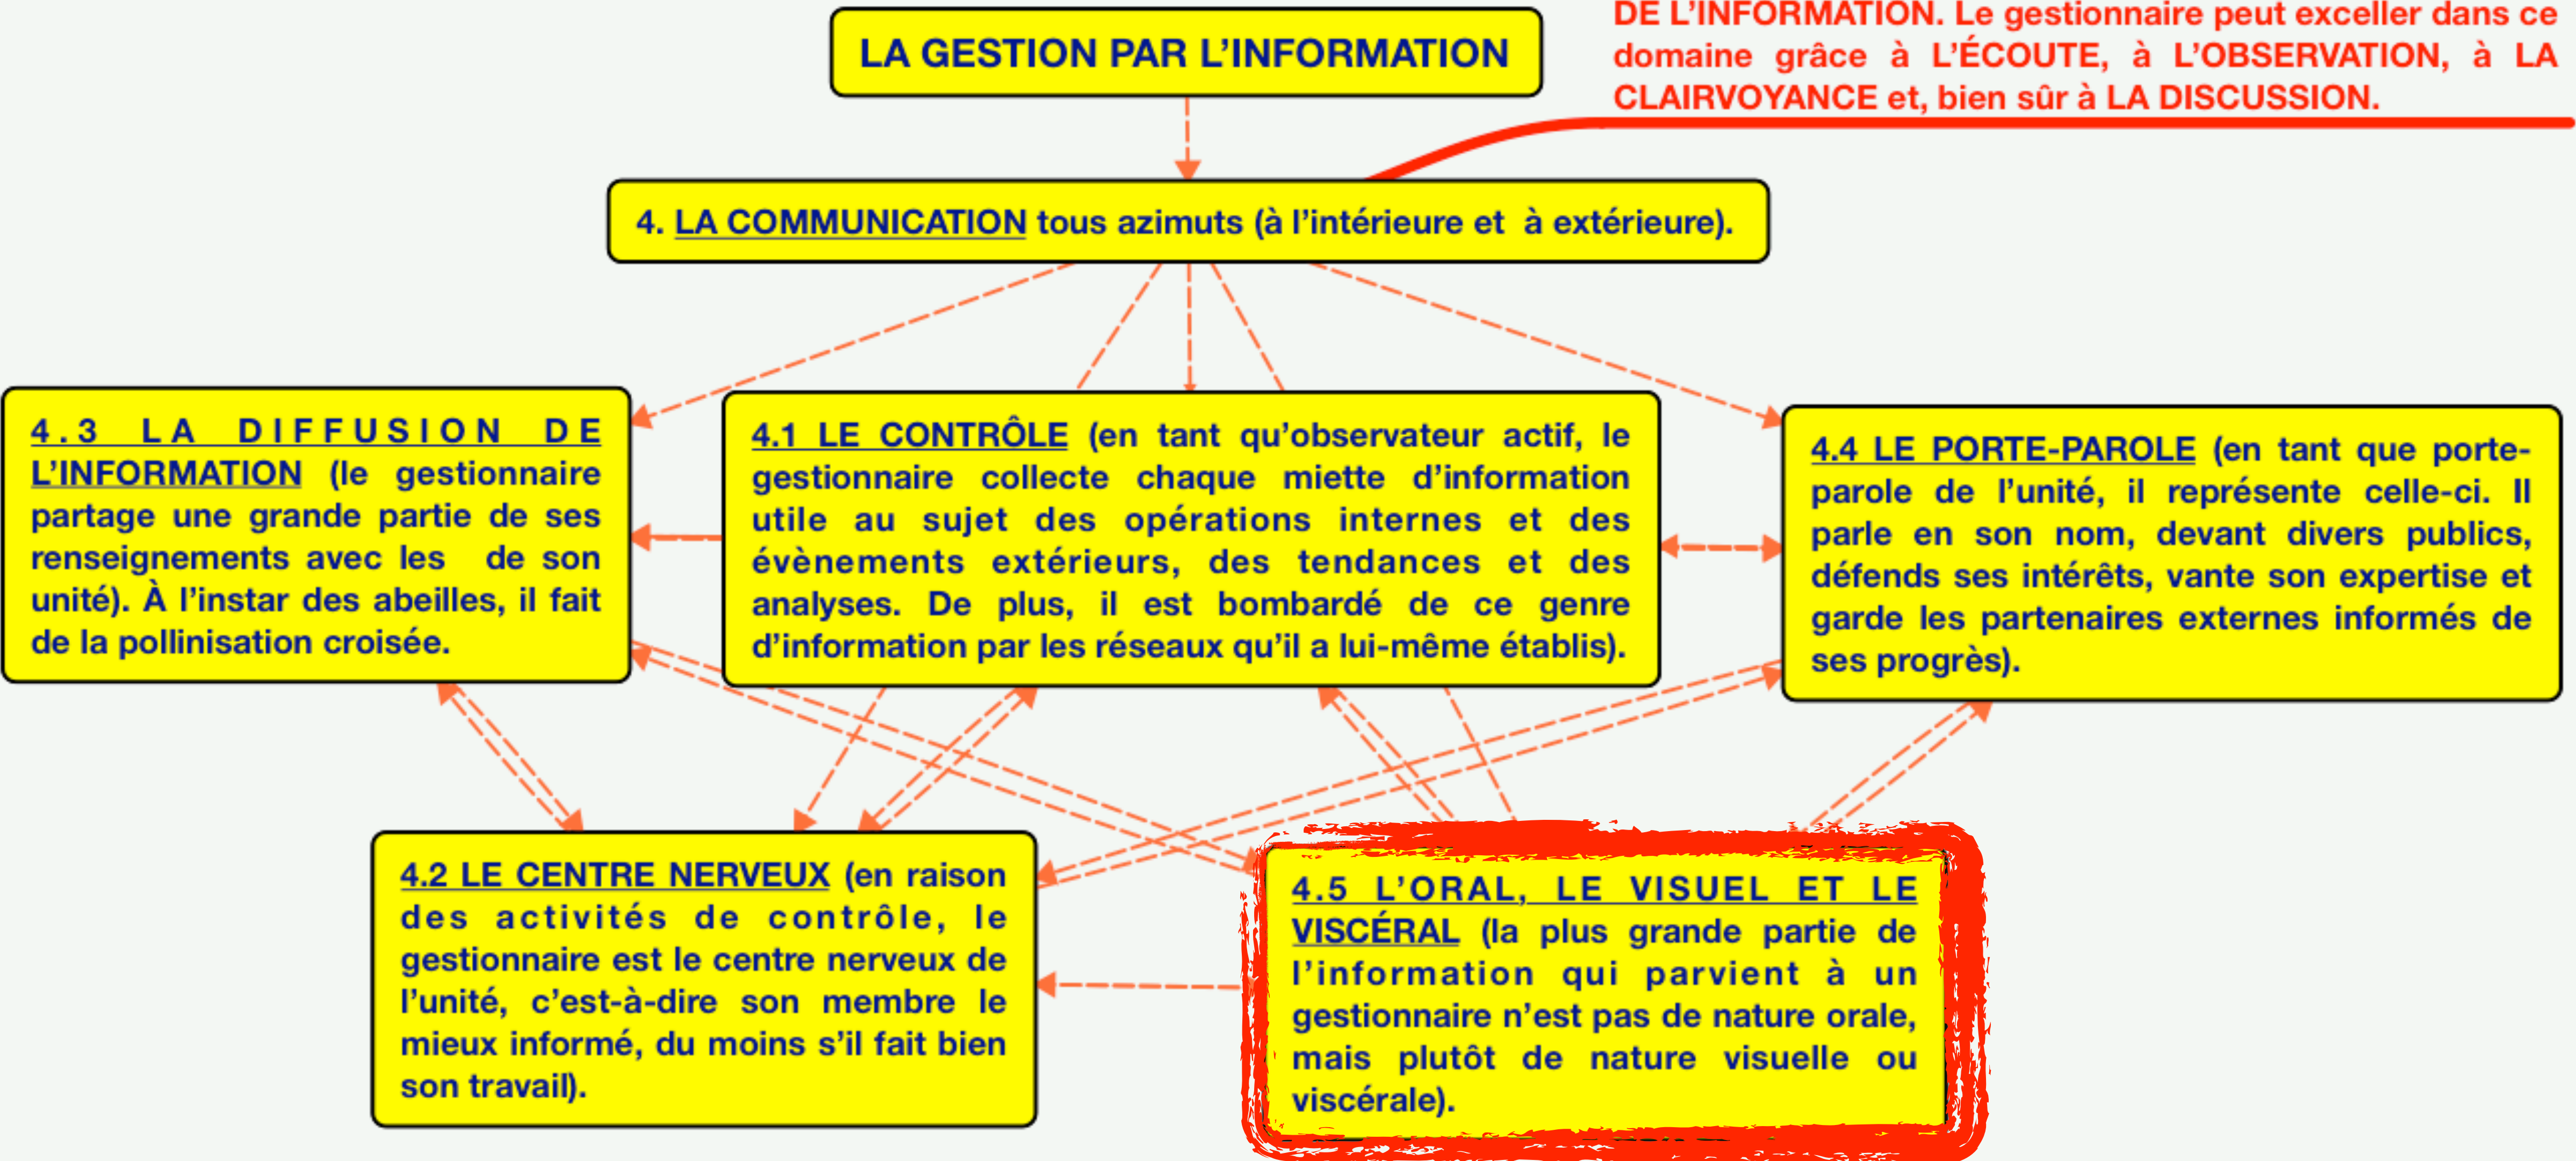 LA GESTION PAR L'INFORMATION
DE L'INFORMATION. Le gestionnaire peut exceller dans ce
domaine grâce à L'ÉCOUTE, à L'OBSERVATION, à LA
CLAIRVOYANCE et, bien sûr à LA DISCUSSION.
4. LA COMMUNICATION tous azimuts (à l'intérieure et à extérieure).
4.3 LA DIFFUSION DE
L'INFORMATION (le gestionnaire
partage une grande partie de ses
renseignements avec les de son
unité). À l'instar des abeilles, il fait
de la pollinisation croisée.
4.1 LE CONTRÔLE (en tant qu'observateur actif, le
gestionnaire collecte chaque miette d'information
utile au sujet des opérations internes et des
évènements extérieurs, des tendances et des
analyses. De plus, il est bombardé de ce genre
d'information par les réseaux qu'il a lui-même établis).
4.4 LE PORTE-PAROLE (en tant que porte-
parole de l'unité, il représente celle-ci. Il
parle en son nom, devant divers publics,
défends ses intérêts, vante son expertise et
garde les partenaires externes informés de
ses progrès).
4.2 LE CENTRE NERVEUX (en raison
des activités de contrôle, le
gestionnaire est le centre nerveux de
l'unité, c'est-à-dire son membre le
mieux informé, du moins s'il fait bien
son travail).
4.5 L'ORAL, LE VISUEL ET LE
VISCÉRAL (la plus grande partie de
l'information qui parvient à un
gestionnaire n'est pas de nature orale,
mais plutôt de nature visuelle ou
viscérale).